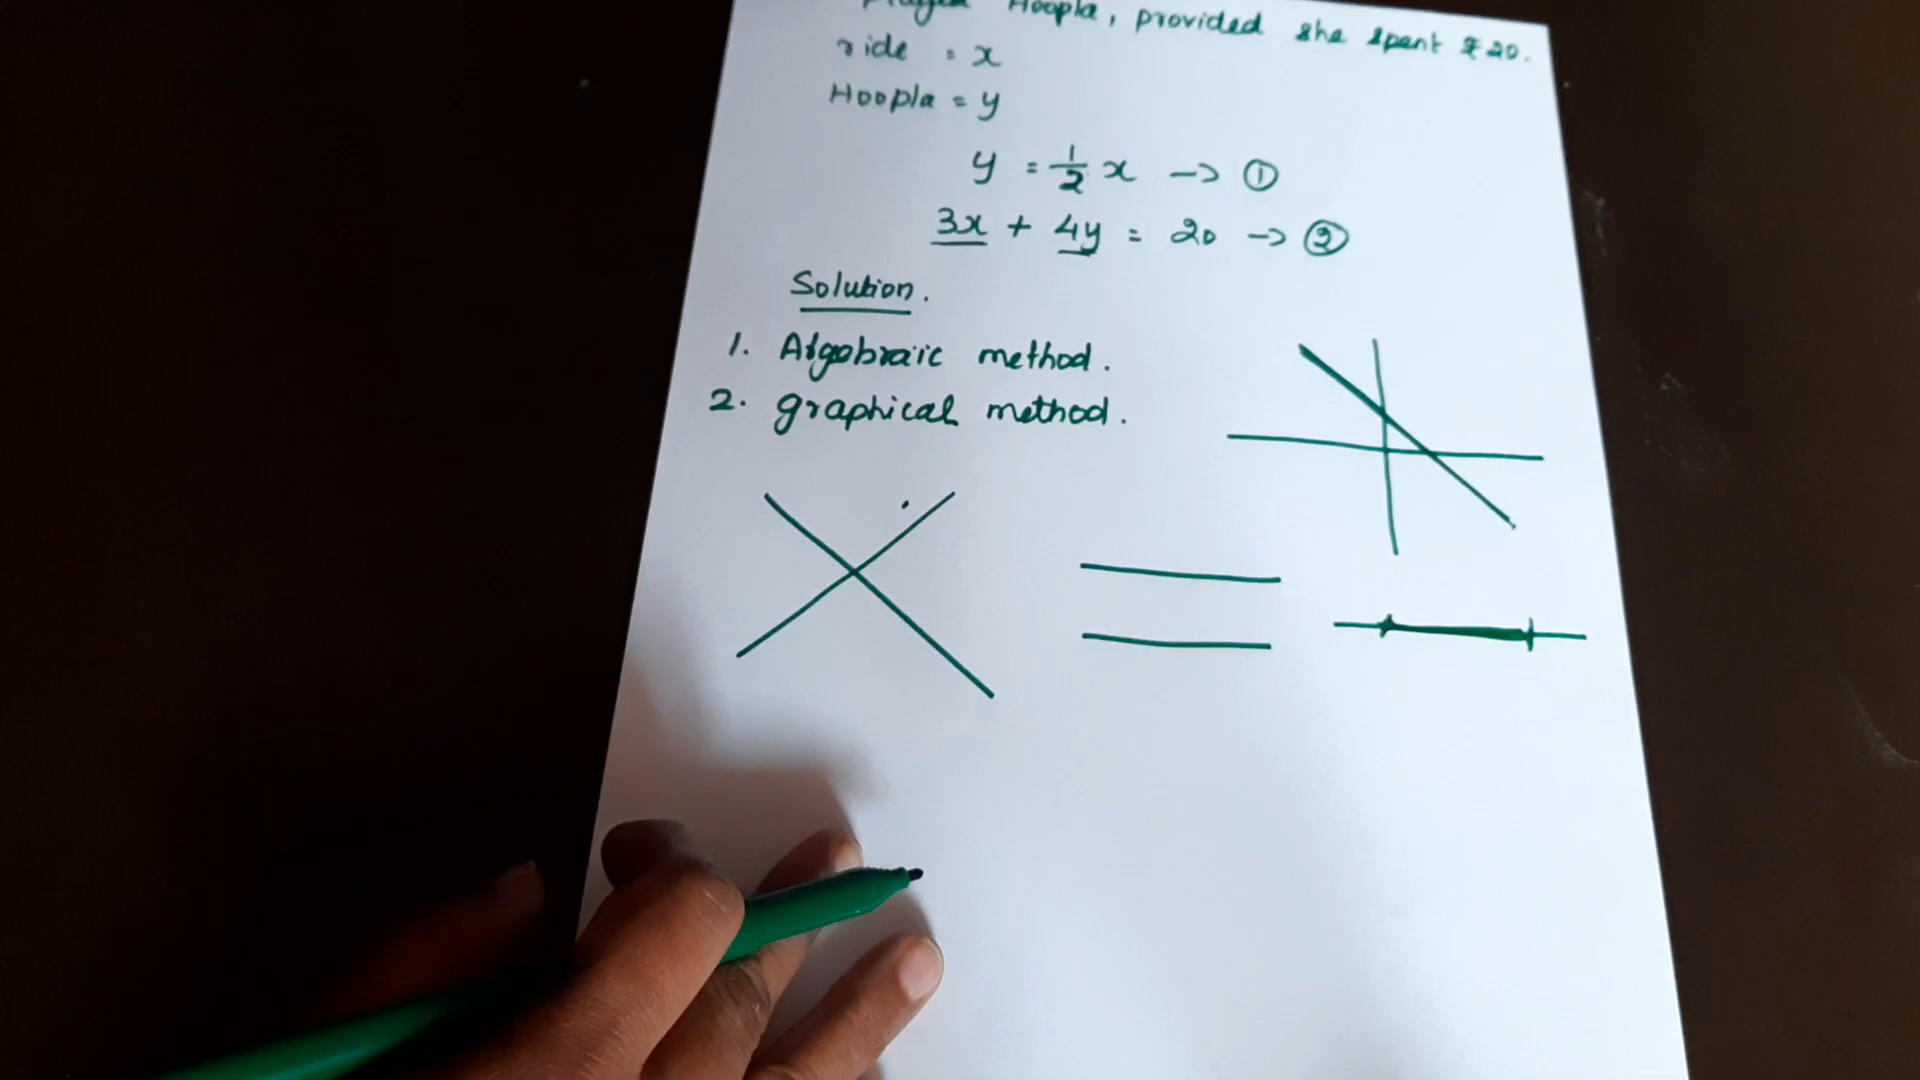 played Hoopla, provided she spent ₹20.
ride = x
Hoopla = y
y = 1/2 x → ①
3x + 4y = 20 → ②
Solution.
1. Algebraic method.
2. graphical method.